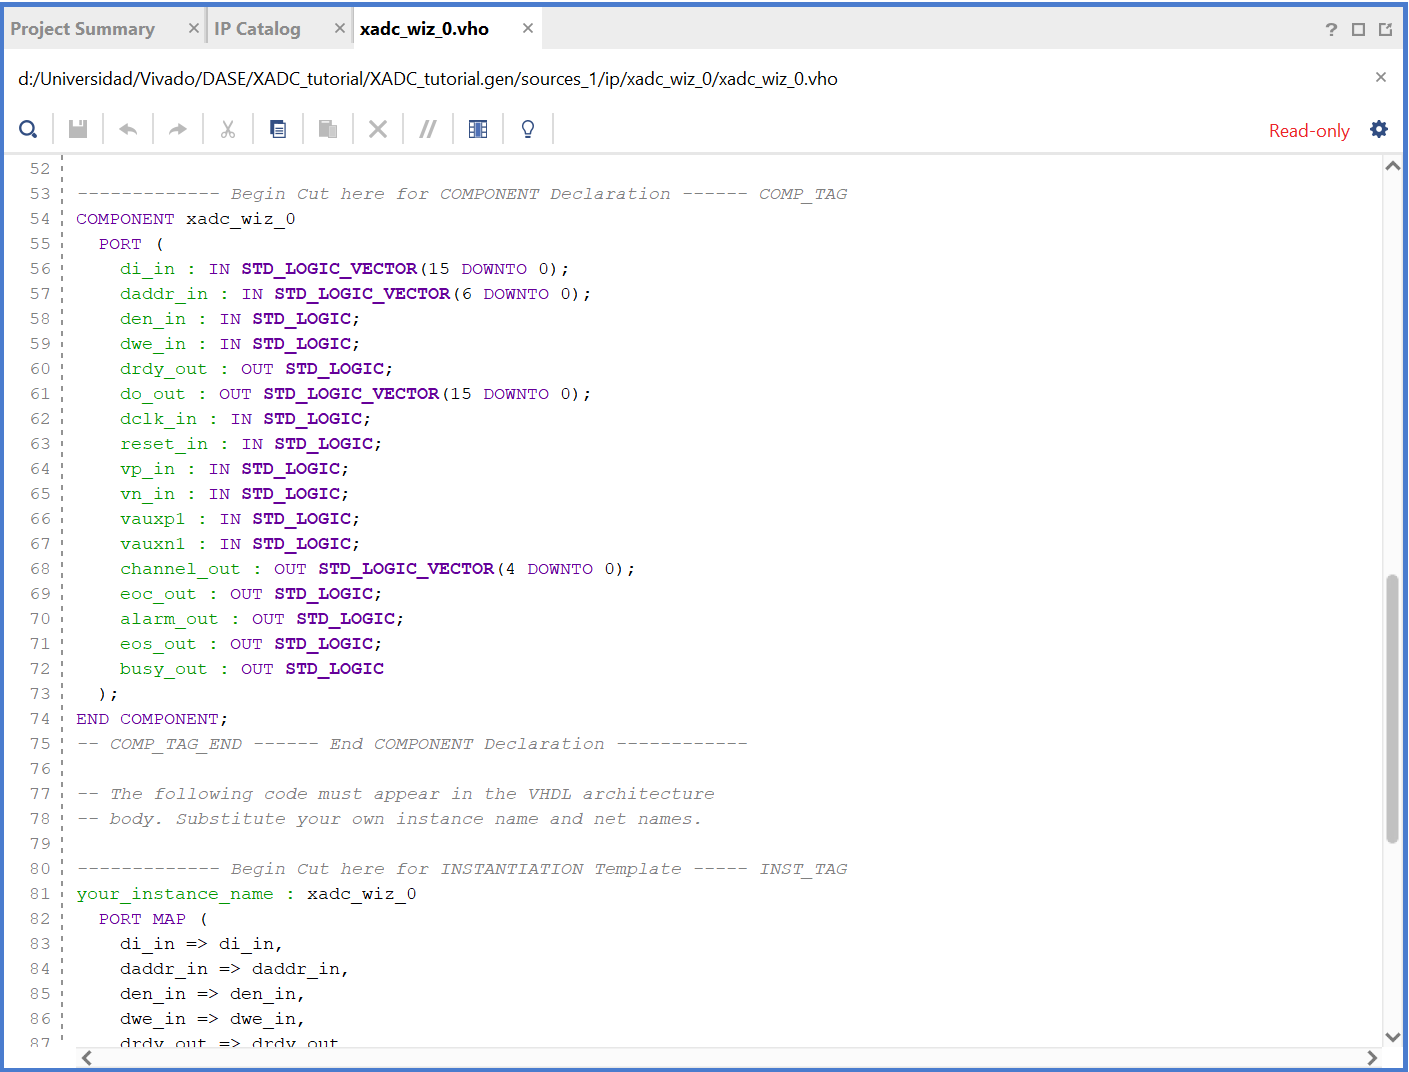 Project Summary × IP Catalog × xadc_wiz_0.vho ×
d:/Universidad/Vivado/DASE/XADC_tutorial/XADC_tutorial.gen/sources_1/ip/xadc_wiz_0/xadc_wiz_0.vho
Read-only
52
53 ------------- Begin Cut here for COMPONENT Declaration ------ COMP_TAG
54 COMPONENT xadc_wiz_0
55   PORT (
56     di_in : IN STD_LOGIC_VECTOR(15 DOWNTO 0);
57     daddr_in : IN STD_LOGIC_VECTOR(6 DOWNTO 0);
58     den_in : IN STD_LOGIC;
59     dwe_in : IN STD_LOGIC;
60     drdy_out : OUT STD_LOGIC;
61     do_out : OUT STD_LOGIC_VECTOR(15 DOWNTO 0);
62     dclk_in : IN STD_LOGIC;
63     reset_in : IN STD_LOGIC;
64     vp_in : IN STD_LOGIC;
65     vn_in : IN STD_LOGIC;
66     vauxp1 : IN STD_LOGIC;
67     vauxn1 : IN STD_LOGIC;
68     channel_out : OUT STD_LOGIC_VECTOR(4 DOWNTO 0);
69     eoc_out : OUT STD_LOGIC;
70     alarm_out : OUT STD_LOGIC;
71     eos_out : OUT STD_LOGIC;
72     busy_out : OUT STD_LOGIC
73   );
74 END COMPONENT;
75 -- COMP_TAG_END ------ End COMPONENT Declaration ------------
76
77 -- The following code must appear in the VHDL architecture
78 -- body. Substitute your own instance name and net names.
79
80 ------------- Begin Cut here for INSTANTIATION Template ----- INST_TAG
81 your_instance_name : xadc_wiz_0
82   PORT MAP (
83     di_in => di_in,
84     daddr_in => daddr_in,
85     den_in => den_in,
86     dwe_in => dwe_in,
87     drdy_out => drdy_out